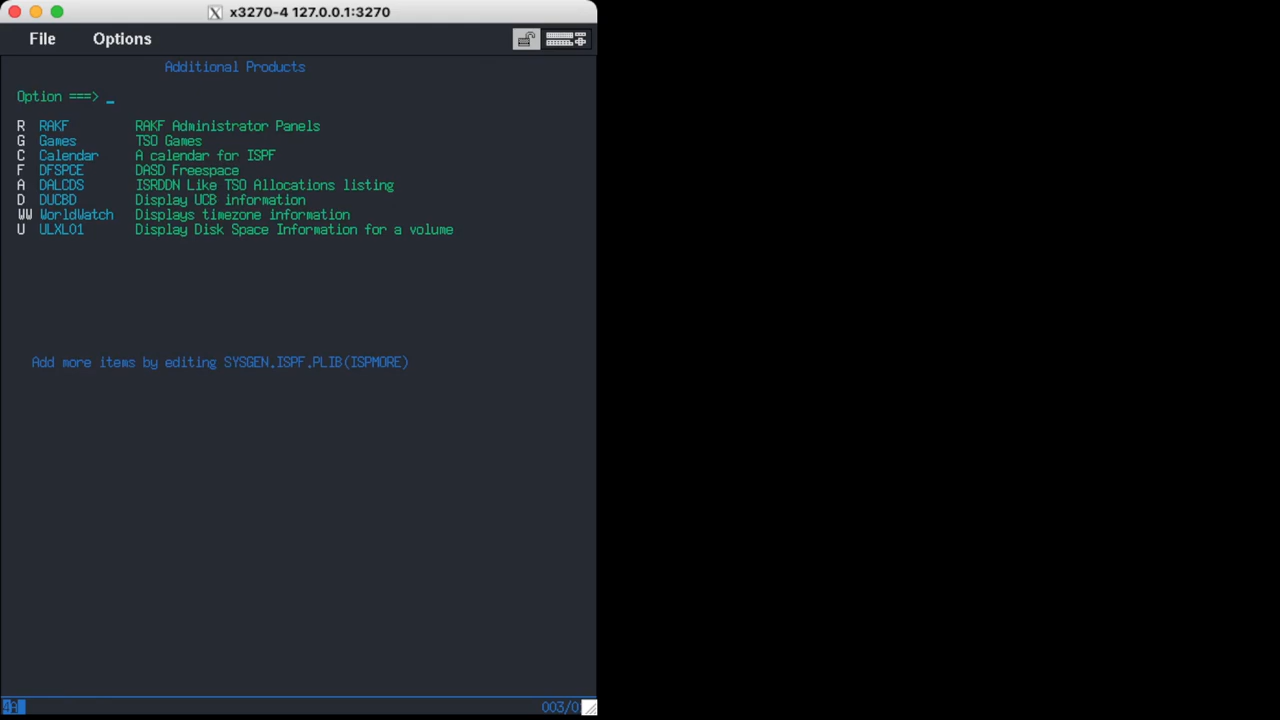 x3270-4 127.0.0.1:3270
File Options
Additional Products
Option ===> _
R RAKF RAKF Administrator Panels
G Games TSO Games
C Calendar A calendar for ISPF
F DFSPCE DASD Freespace
A DALCDS ISRDDN Like TSO Allocations listing
D DUCBD Display UCB information
WW WorldWatch Displays timezone information
U ULXL01 Display Disk Space Information for a volume
Add more items by editing SYSGEN.ISPF.PLIB(ISPMORE)
4A 003/0